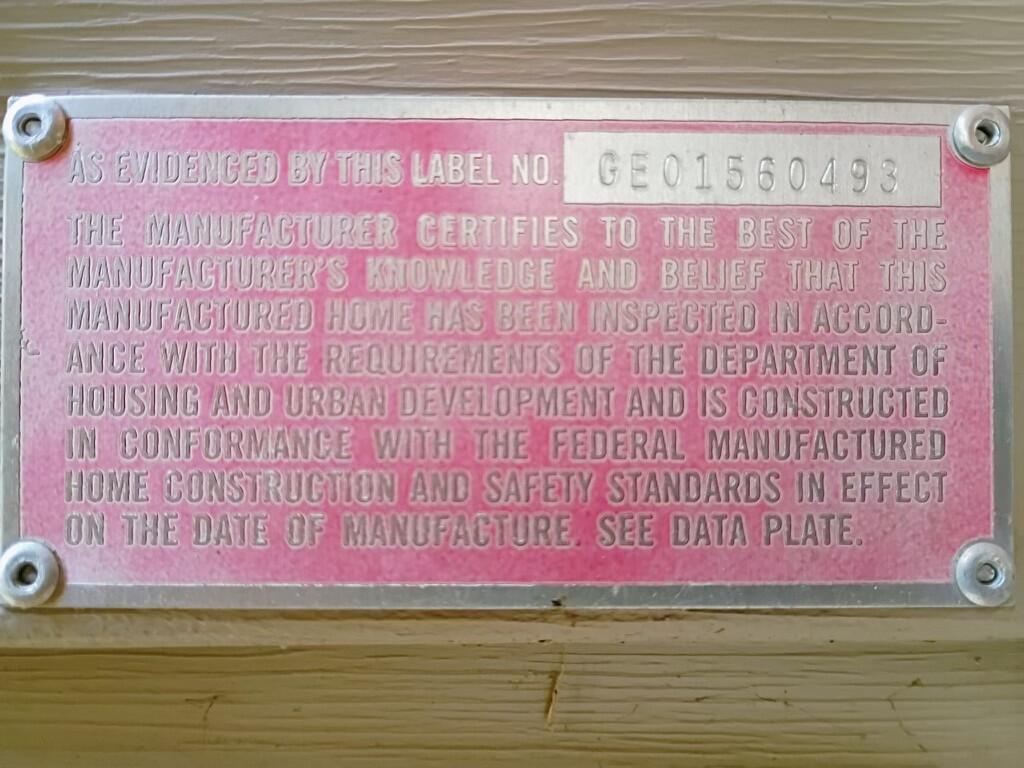 AS EVIDENCED BY THIS LABEL NO. GEO1560493
THE MANUFACTURER CERTIFIES TO THE BEST OF THE
MANUFACTURER'S KNOWLEDGE AND BELIEF THAT THIS
MANUFACTURED HOME HAS BEEN INSPECTED IN ACCORD-
ANCE WITH THE REQUIREMENTS OF THE DEPARTMENT OF
HOUSING AND URBAN DEVELOPMENT AND IS CONSTRUCTED
IN CONFORMANCE WITH THE FEDERAL MANUFACTURED
HOME CONSTRUCTION AND SAFETY STANDARDS IN EFFECT
ON THE DATE OF MANUFACTURE. SEE DATA PLATE.